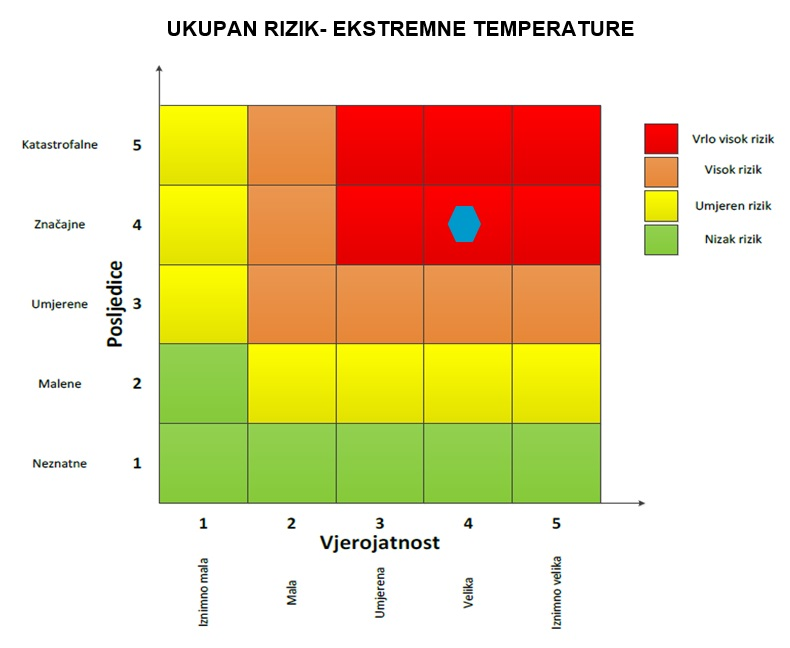 UKUPAN RIZIK- EKSTREMNE TEMPERATURE
Posljedice
Katastrofalne 5
Značajne 4
Umjerene 3
Malene 2
Neznatne 1
1 2 3 4 5
Vjerojatnost
Iznimno mala
Mala
Umjerena
Velika
Iznimno velika
Vrlo visok rizik
Visok rizik
Umjeren rizik
Nizak rizik